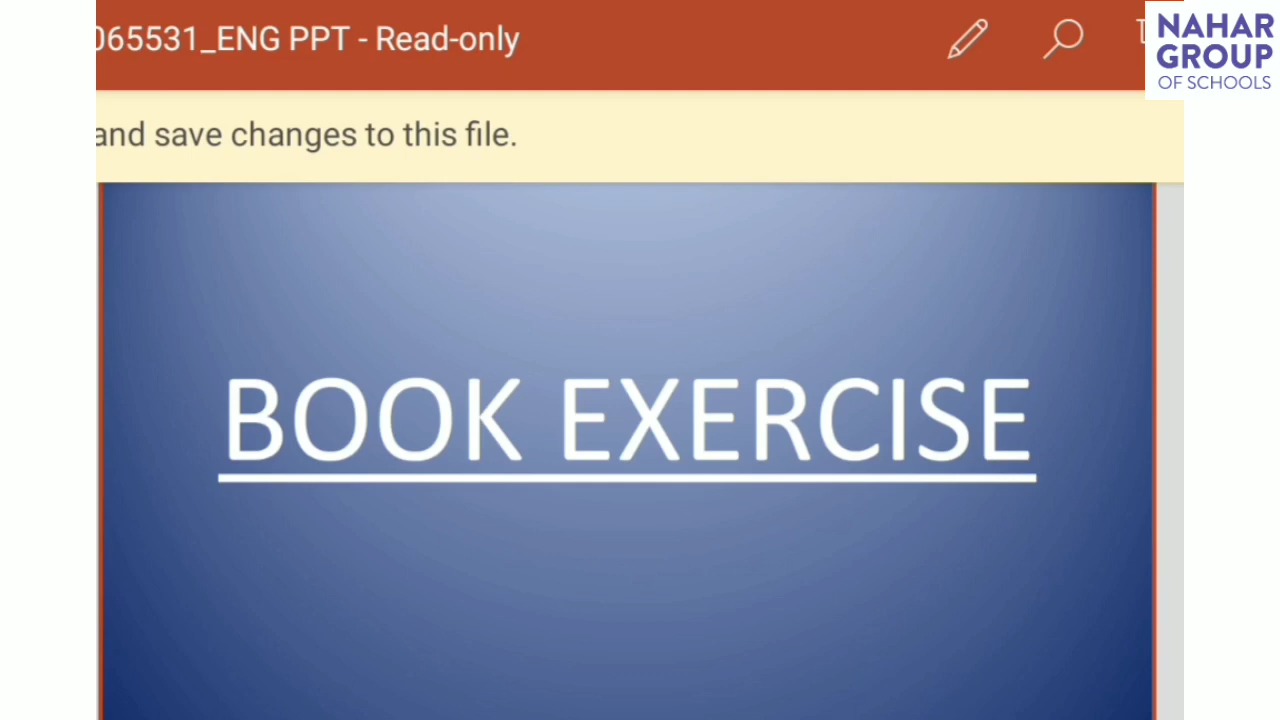 065531_ENG PPT - Read-only
NAHAR
GROUP
OF SCHOOLS
and save changes to this file.
BOOK EXERCISE